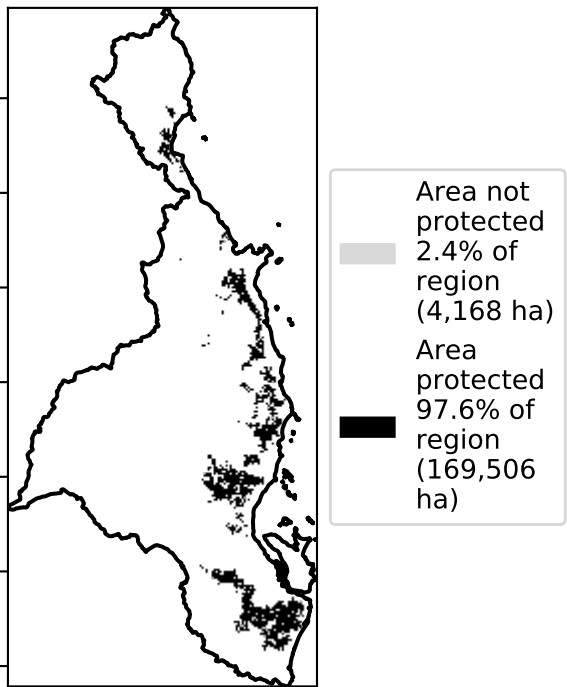 Area not
protected
2.4% of
region
(4,168 ha)
Area
protected
97.6% of
region
(169,506
ha)